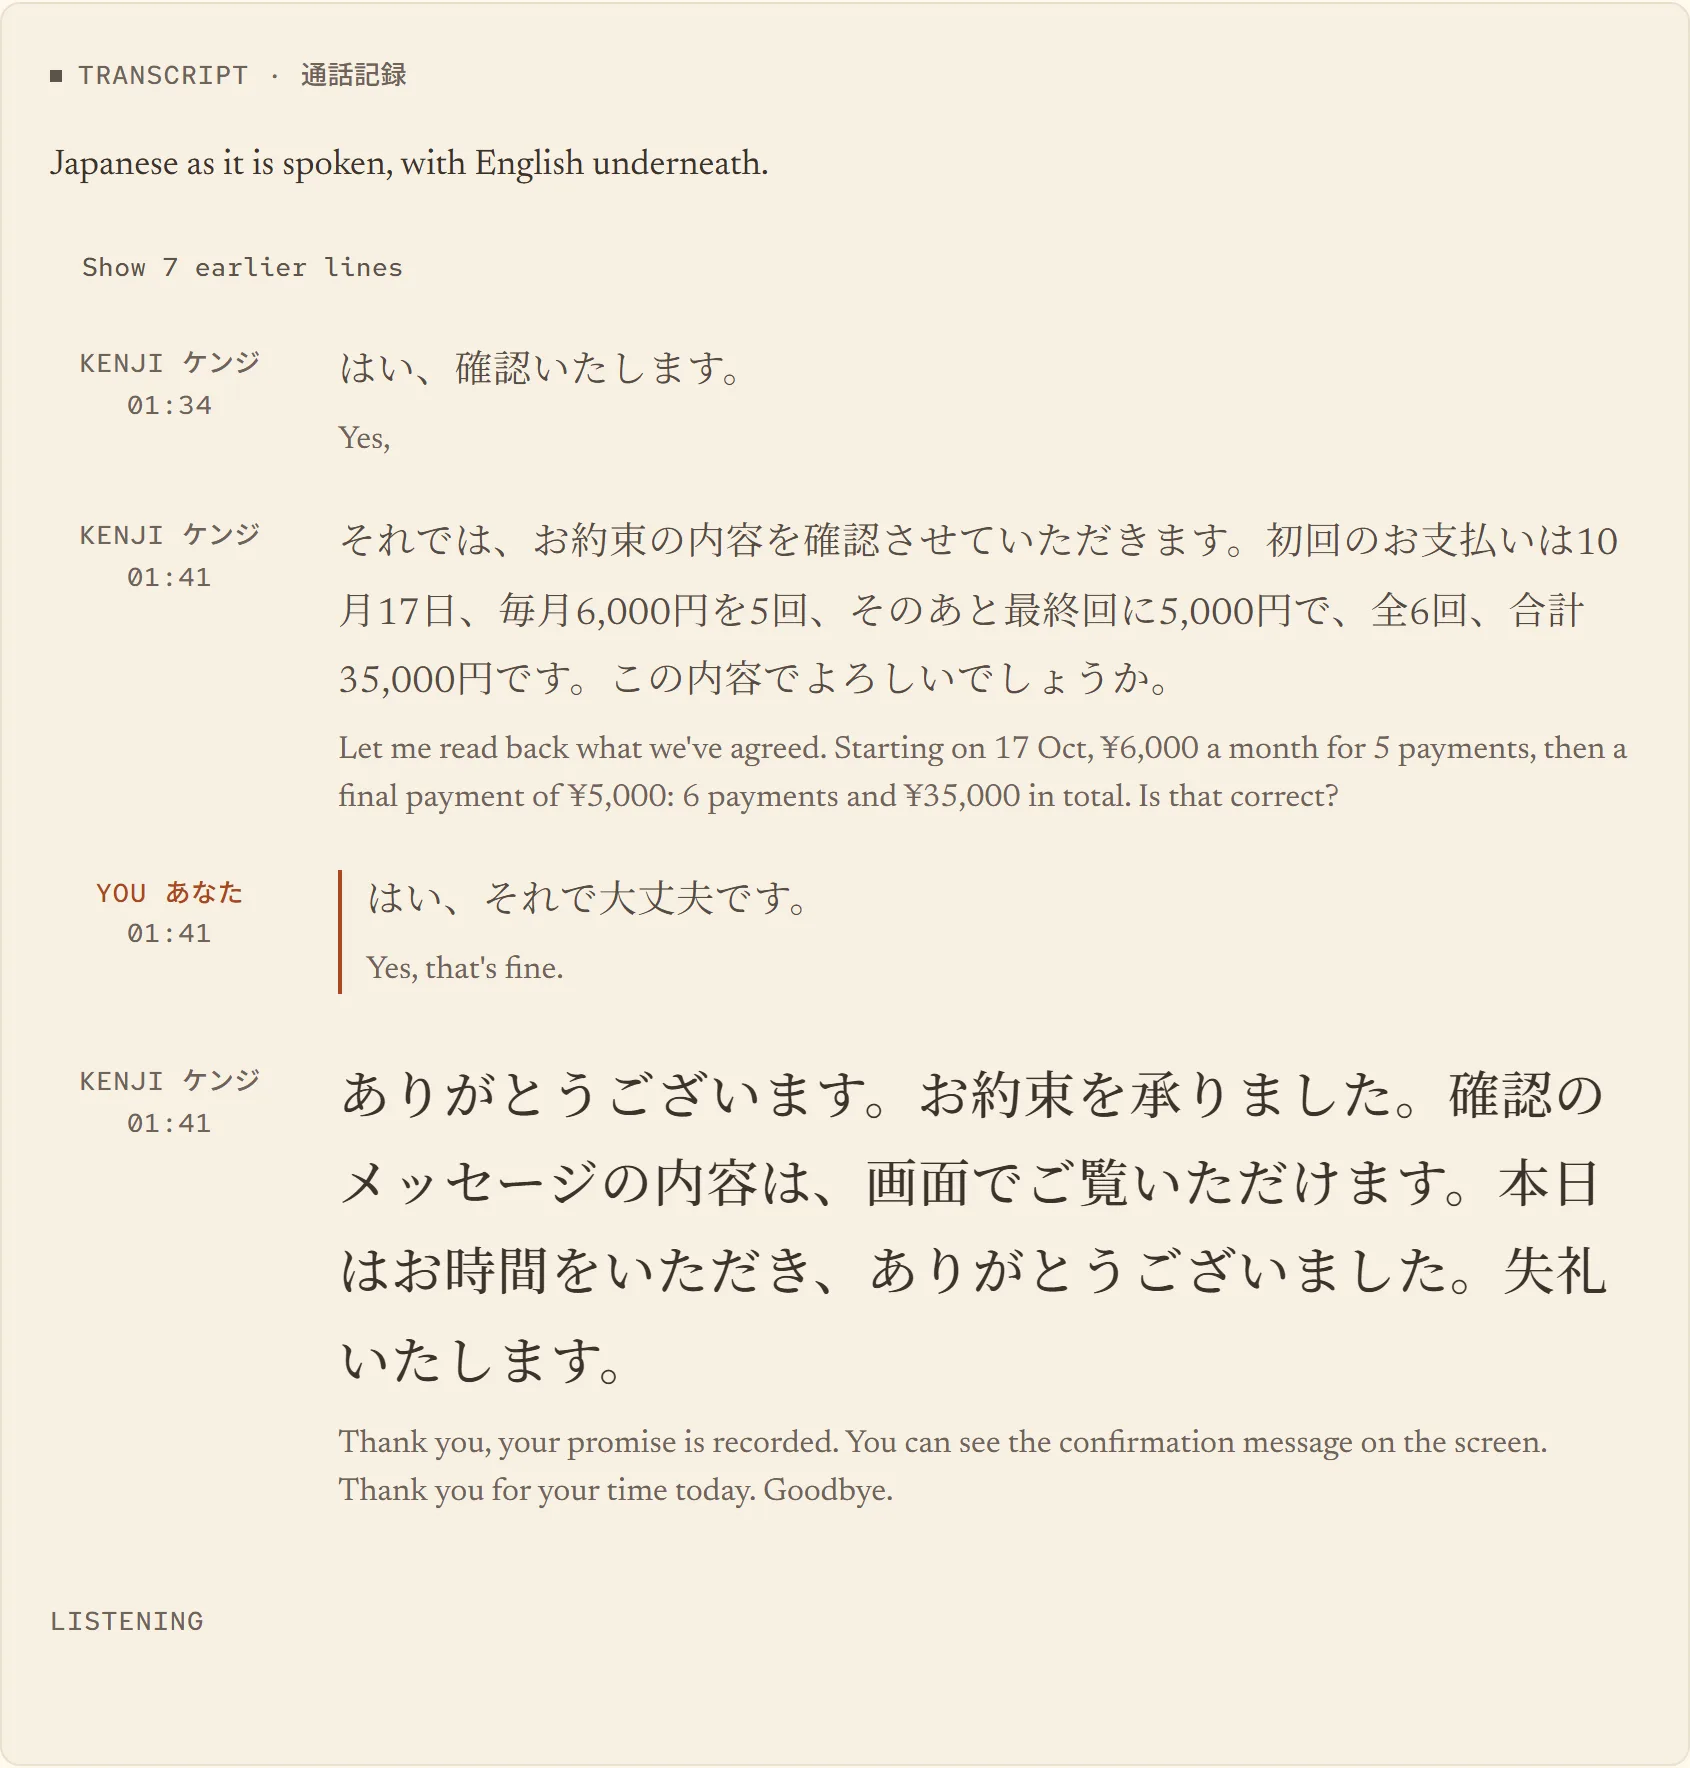 TRANSCRIPT · 通話記録
Japanese as it is spoken, with English underneath.
Show 7 earlier lines
KENJI ケンジ
01:34
はい、確認いたします。
Yes,
KENJI ケンジ
01:41
それでは、お約束の内容を確認させていただきます。初回のお支払いは10
月17日、毎月6,000円を5回、そのあと最終回に5,000円で、全6回、合計
35,000円です。この内容でよろしいでしょうか。
Let me read back what we've agreed. Starting on 17 Oct, ¥6,000 a month for 5 payments, then a
final payment of ¥5,000: 6 payments and ¥35,000 in total. Is that correct?
YOU あなた
01:41
はい、それで大丈夫です。
Yes, that's fine.
KENJI ケンジ
01:41
ありがとうございます。お約束を承りました。確認の
メッセージの内容は、画面でご覧いただけます。本日
はお時間をいただき、ありがとうございました。失礼
いたします。
Thank you, your promise is recorded. You can see the confirmation message on the screen.
Thank you for your time today. Goodbye.
LISTENING